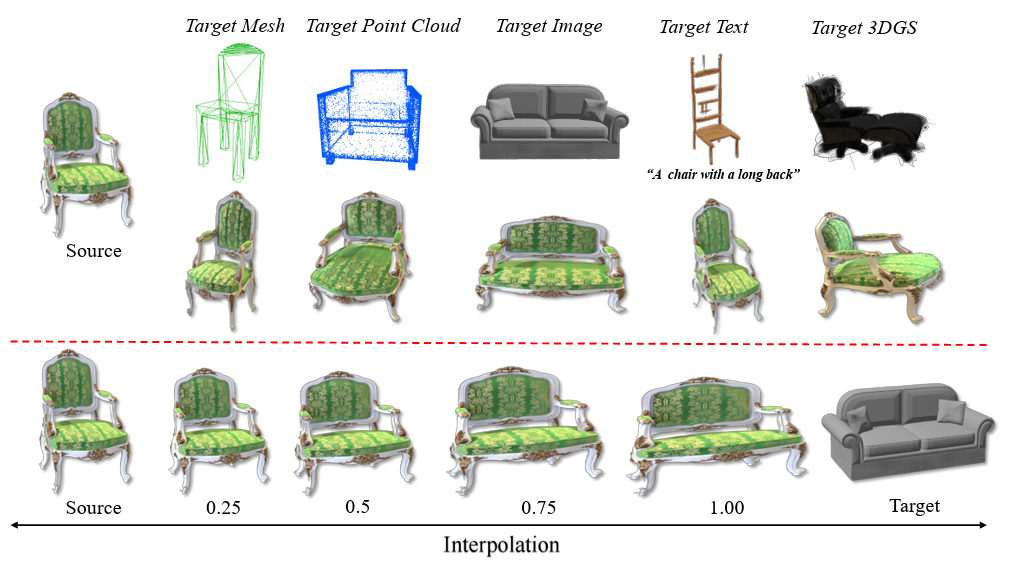 Target Mesh
Target Point Cloud
Target Image
Target Text
Target 3DGS
“A chair with a long back”
Source
Source
0.25
0.5
0.75
1.00
Target
Interpolation